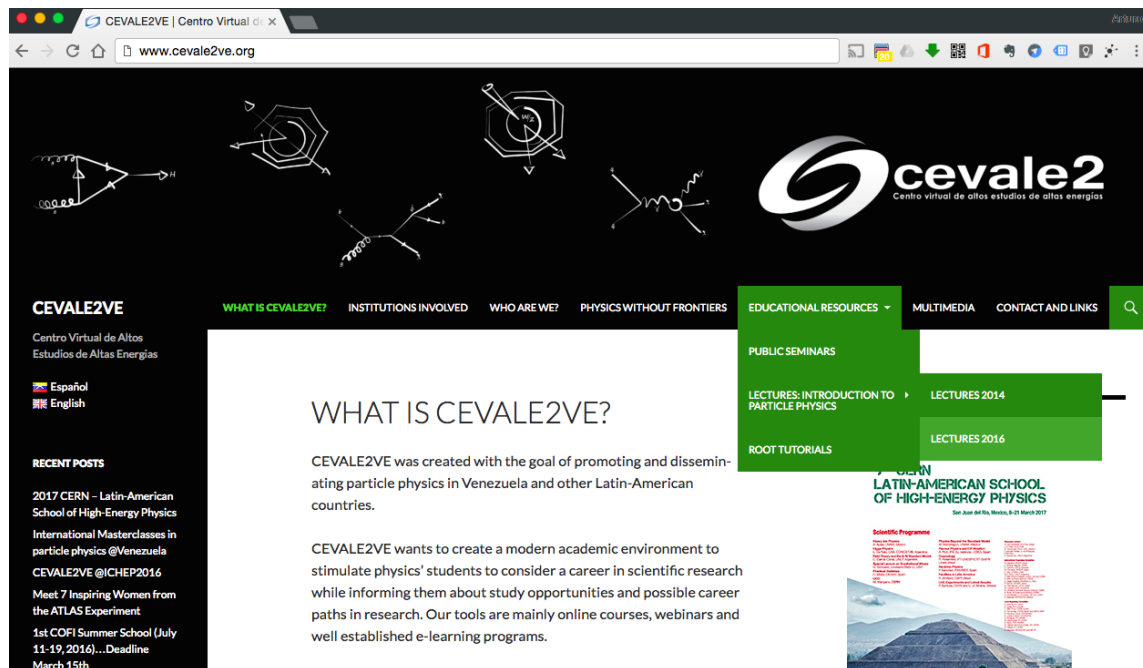 CEVALE2VE | Centro Virtual de
www.cevale2ve.org
H
W/Z
cevale2
Centro virtual de altos estudios de altas energías
CEVALE2VE
Centro Virtual de Altos
Estudios de Altas Energias
Español
English
RECENT POSTS
2017 CERN – Latin-American
School of High-Energy Physics
International Masterclasses in
particle physics @Venezuela
CEVALE2VE @ICHEP2016
Meet 7 Inspiring Women from
the ATLAS Experiment
1st COFI Summer School (July
11-19, 2016)…Deadline
March 15th
WHAT IS CEVALE2VE?
INSTITUTIONS INVOLVED
WHO ARE WE?
PHYSICS WITHOUT FRONTIERS
EDUCATIONAL RESOURCES
MULTIMEDIA
CONTACT AND LINKS
PUBLIC SEMINARS
LECTURES: INTRODUCTION TO
PARTICLE PHYSICS
ROOT TUTORIALS
LECTURES 2014
LECTURES 2016
WHAT IS CEVALE2VE?
CEVALE2VE was created with the goal of promoting and dissemin-
ating particle physics in Venezuela and other Latin-American
countries.
CEVALE2VE wants to create a modern academic environment to
stimulate physics' students to consider a career in scientific research
while informing them about study opportunities and possible career
paths in research. Our tools are mainly online courses, webinars and
well established e-learning programs.
CERN
LATIN-AMERICAN SCHOOL
OF HIGH-ENERGY PHYSICS
San Juan del Río, Mexico, 8–21 March 2017
Scientific Programme